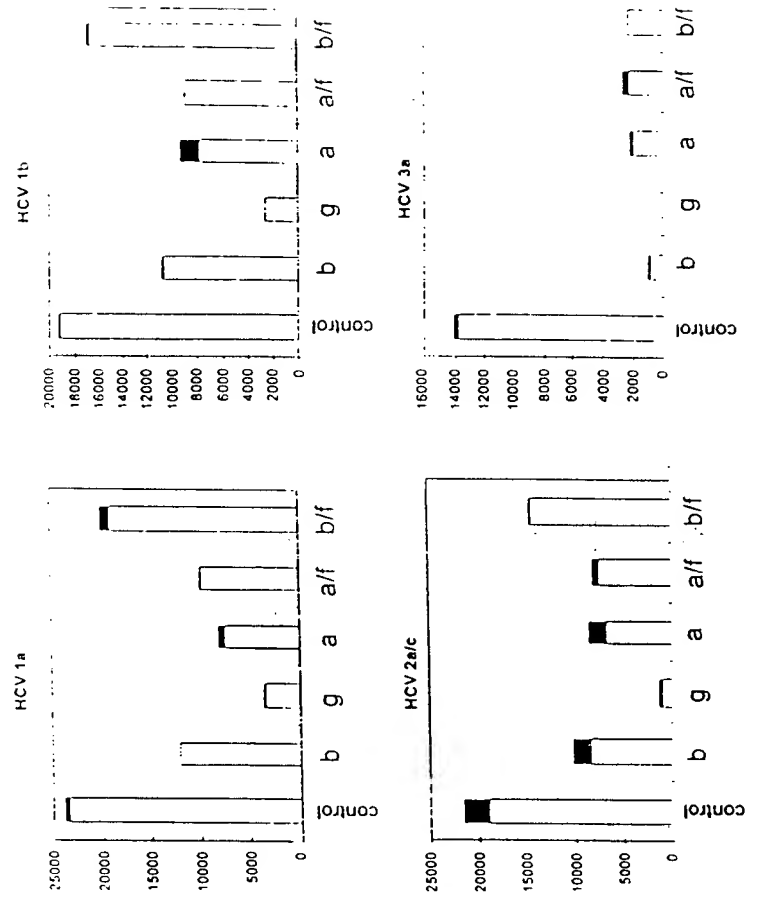 HCV 1a
25000
20000
15000
10000
5000
0
control
b
g
a
a/f
b/f
HCV 1b
20000
18000
16000
14000
12000
10000
8000
6000
4000
2000
0
control
b
g
a
a/f
b/f
HCV 2a/c
25000
20000
15000
10000
5000
0
control
b
g
a
a/f
b/f
HCV 3a
16000
14000
12000
10000
8000
6000
4000
2000
0
control
b
g
a
a/f
b/f